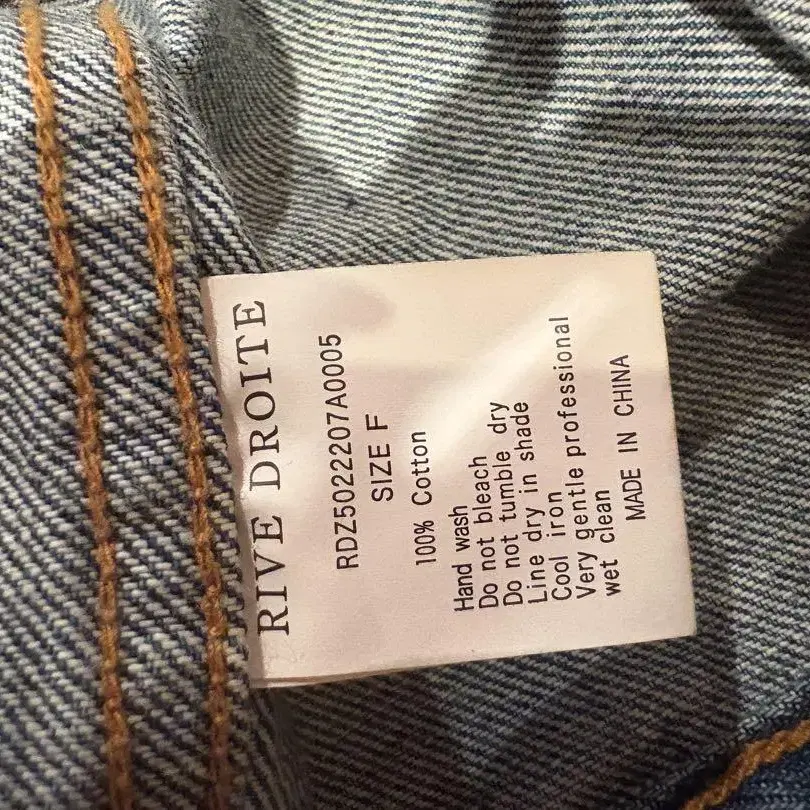 RIVE DROITE
RDZ5022207A0005
SIZE F
100% Cotton
Hand wash
Do not bleach
Do not tumble dry
Line dry in shade
Cool iron
Very gentle professional
wet clean
MADE IN CHINA